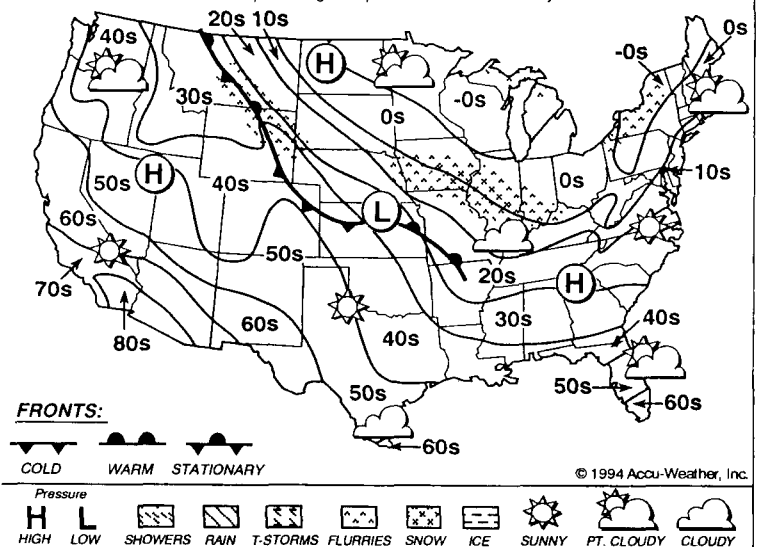 20s 10s
0s
40s
-0s
H
30s
0s
-0s
50s
H
40s
0s
10s
60s
L
50s
20s
H
70s
80s
60s
40s
30s
40s
50s
50s
60s
60s
FRONTS:
COLD WARM STATIONARY
© 1994 Accu-Weather, Inc.
Pressure
H L
HIGH LOW SHOWERS RAIN T-STORMS FLURRIES SNOW ICE SUNNY PT. CLOUDY CLOUDY